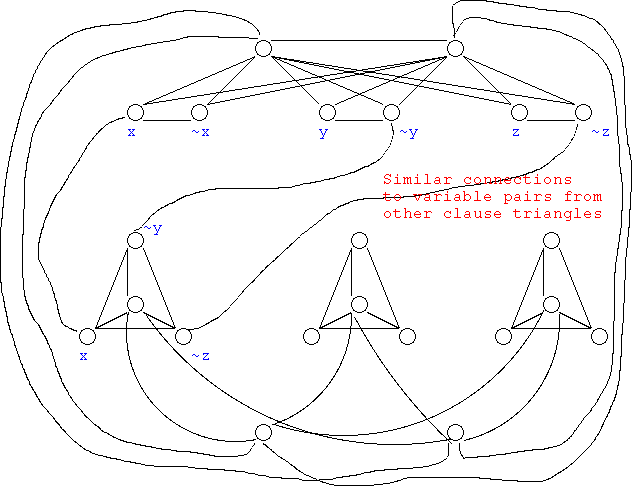 x ~x y ~y z ~z
Similar connections
to variable pairs from
other clause triangles
~y
x ~z